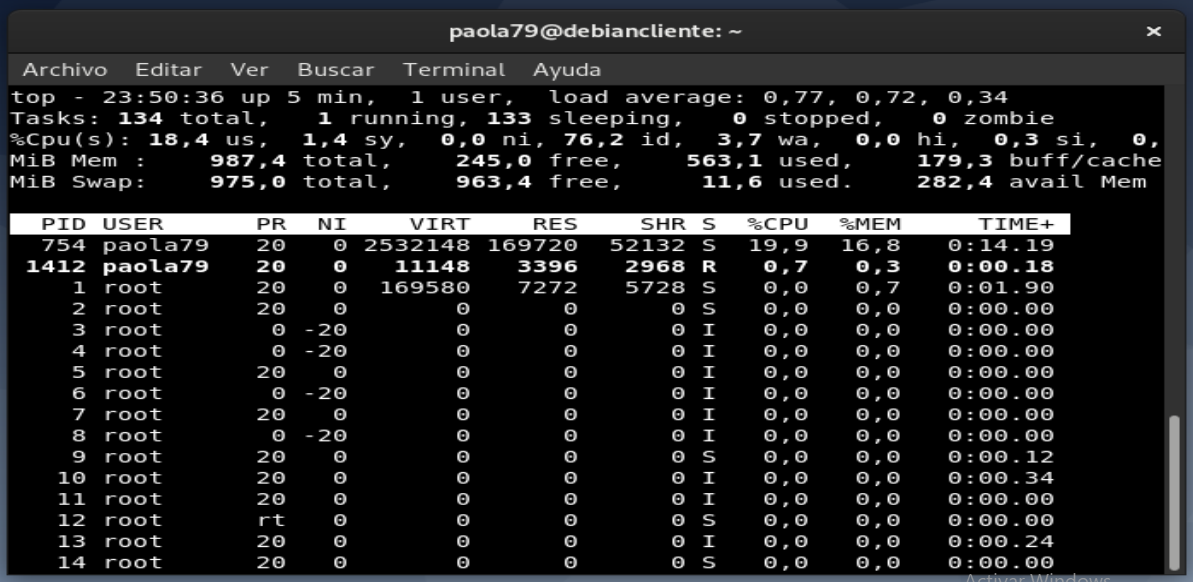 paola79@debiancliente: ~ ×
Archivo Editar Ver Buscar Terminal Ayuda
top - 23:50:36 up 5 min,  1 user,  load average: 0,77, 0,72, 0,34
Tasks: 134 total,   1 running, 133 sleeping,   0 stopped,   0 zombie
%Cpu(s): 18,4 us,  1,4 sy,  0,0 ni, 76,2 id,  3,7 wa,  0,0 hi,  0,3 si,  0,
MiB Mem :    987,4 total,    245,0 free,    563,1 used,    179,3 buff/cache
MiB Swap:    975,0 total,    963,4 free,     11,6 used.    282,4 avail Mem
PID USER PR NI VIRT RES SHR S %CPU %MEM TIME+
754 paola79 20 0 2532148 169720 52132 S 19,9 16,8 0:14.19
1412 paola79 20 0 11148 3396 2968 R 0,7 0,3 0:00.18
1 root 20 0 169580 7272 5728 S 0,0 0,7 0:01.90
2 root 20 0 0 0 0 S 0,0 0,0 0:00.00
3 root 0 -20 0 0 0 I 0,0 0,0 0:00.00
4 root 0 -20 0 0 0 I 0,0 0,0 0:00.00
5 root 20 0 0 0 0 I 0,0 0,0 0:00.00
6 root 0 -20 0 0 0 I 0,0 0,0 0:00.00
7 root 20 0 0 0 0 I 0,0 0,0 0:00.00
8 root 0 -20 0 0 0 I 0,0 0,0 0:00.00
9 root 20 0 0 0 0 S 0,0 0,0 0:00.12
10 root 20 0 0 0 0 I 0,0 0,0 0:00.34
11 root 20 0 0 0 0 I 0,0 0,0 0:00.00
12 root rt 0 0 0 0 S 0,0 0,0 0:00.00
13 root 20 0 0 0 0 I 0,0 0,0 0:00.24
14 root 20 0 0 0 0 S 0,0 0,0 0:00.00
Activar Windows